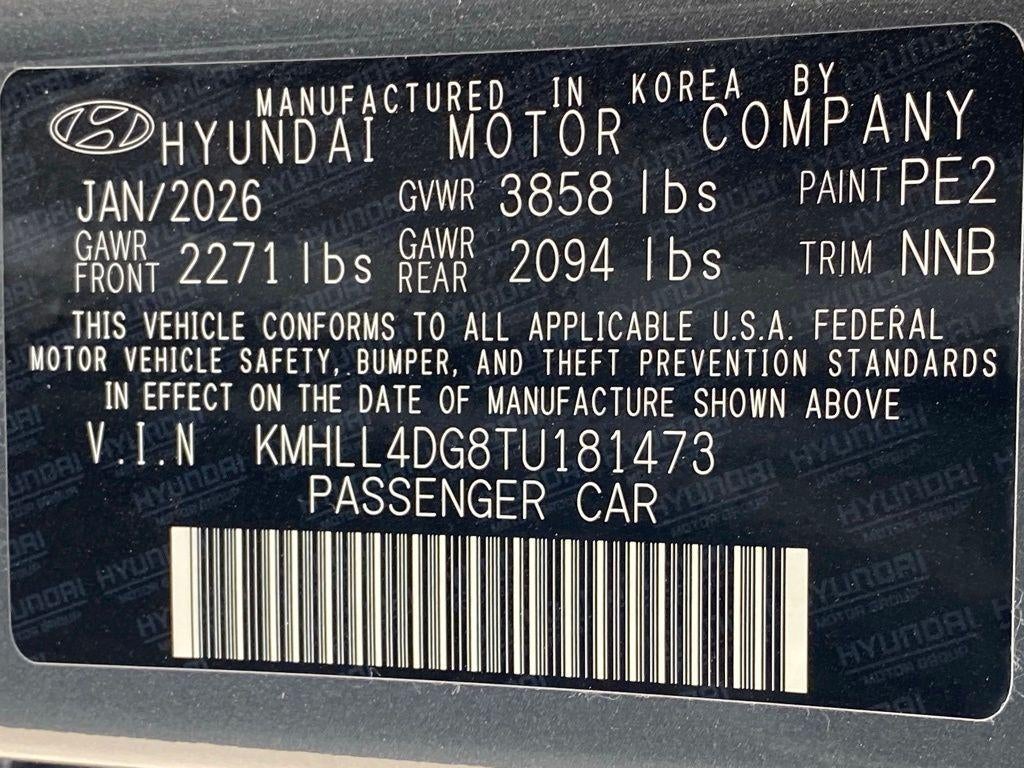 MANUFACTURED IN KOREA BY
HYUNDAI MOTOR COMPANY
JAN/2026 GVWR 3858 lbs PAINT PE2
GAWR FRONT 2271 lbs GAWR REAR 2094 lbs TRIM NNB
THIS VEHICLE CONFORMS TO ALL APPLICABLE U.S.A. FEDERAL
MOTOR VEHICLE SAFETY, BUMPER, AND THEFT PREVENTION STANDARDS
IN EFFECT ON THE DATE OF MANUFACTURE SHOWN ABOVE
V.I.N KMHLL4DG8TU181473
PASSENGER CAR